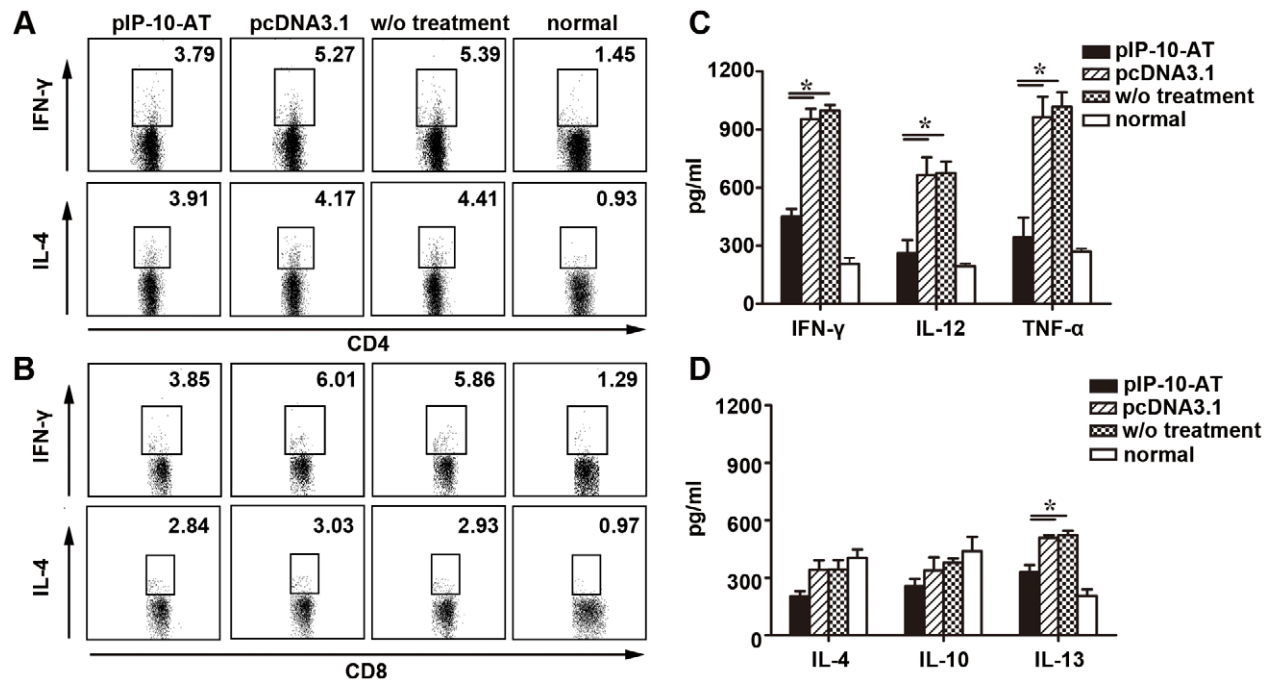 A
pIP-10-AT pcDNA3.1 w/o treatment normal
IFN-γ
3.79 5.27 5.39 1.45
IL-4
3.91 4.17 4.41 0.93
CD4
B
IFN-γ
3.85 6.01 5.86 1.29
IL-4
2.84 3.03 2.93 0.97
CD8
C
pIP-10-AT
pcDNA3.1
w/o treatment
normal
pg/ml
1200
900
600
300
0
* * *
IFN-γ IL-12 TNF-α
D
pIP-10-AT
pcDNA3.1
w/o treatment
normal
pg/ml
1200
900
600
300
0
*
IL-4 IL-10 IL-13